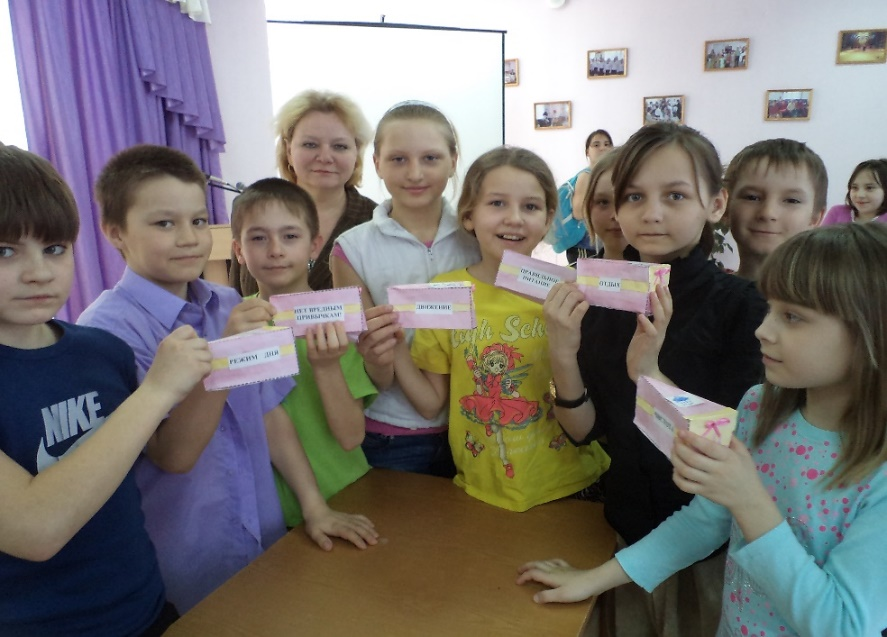 NIKE
РЕЖИМ ДНЯ
НЕТ ВРЕДНЫМ
ПРИВЫЧКАМ!
ДВИЖЕНИЕ
ПРАВИЛЬНОЕ
ПИТАНИЕ
ОТДЫХ